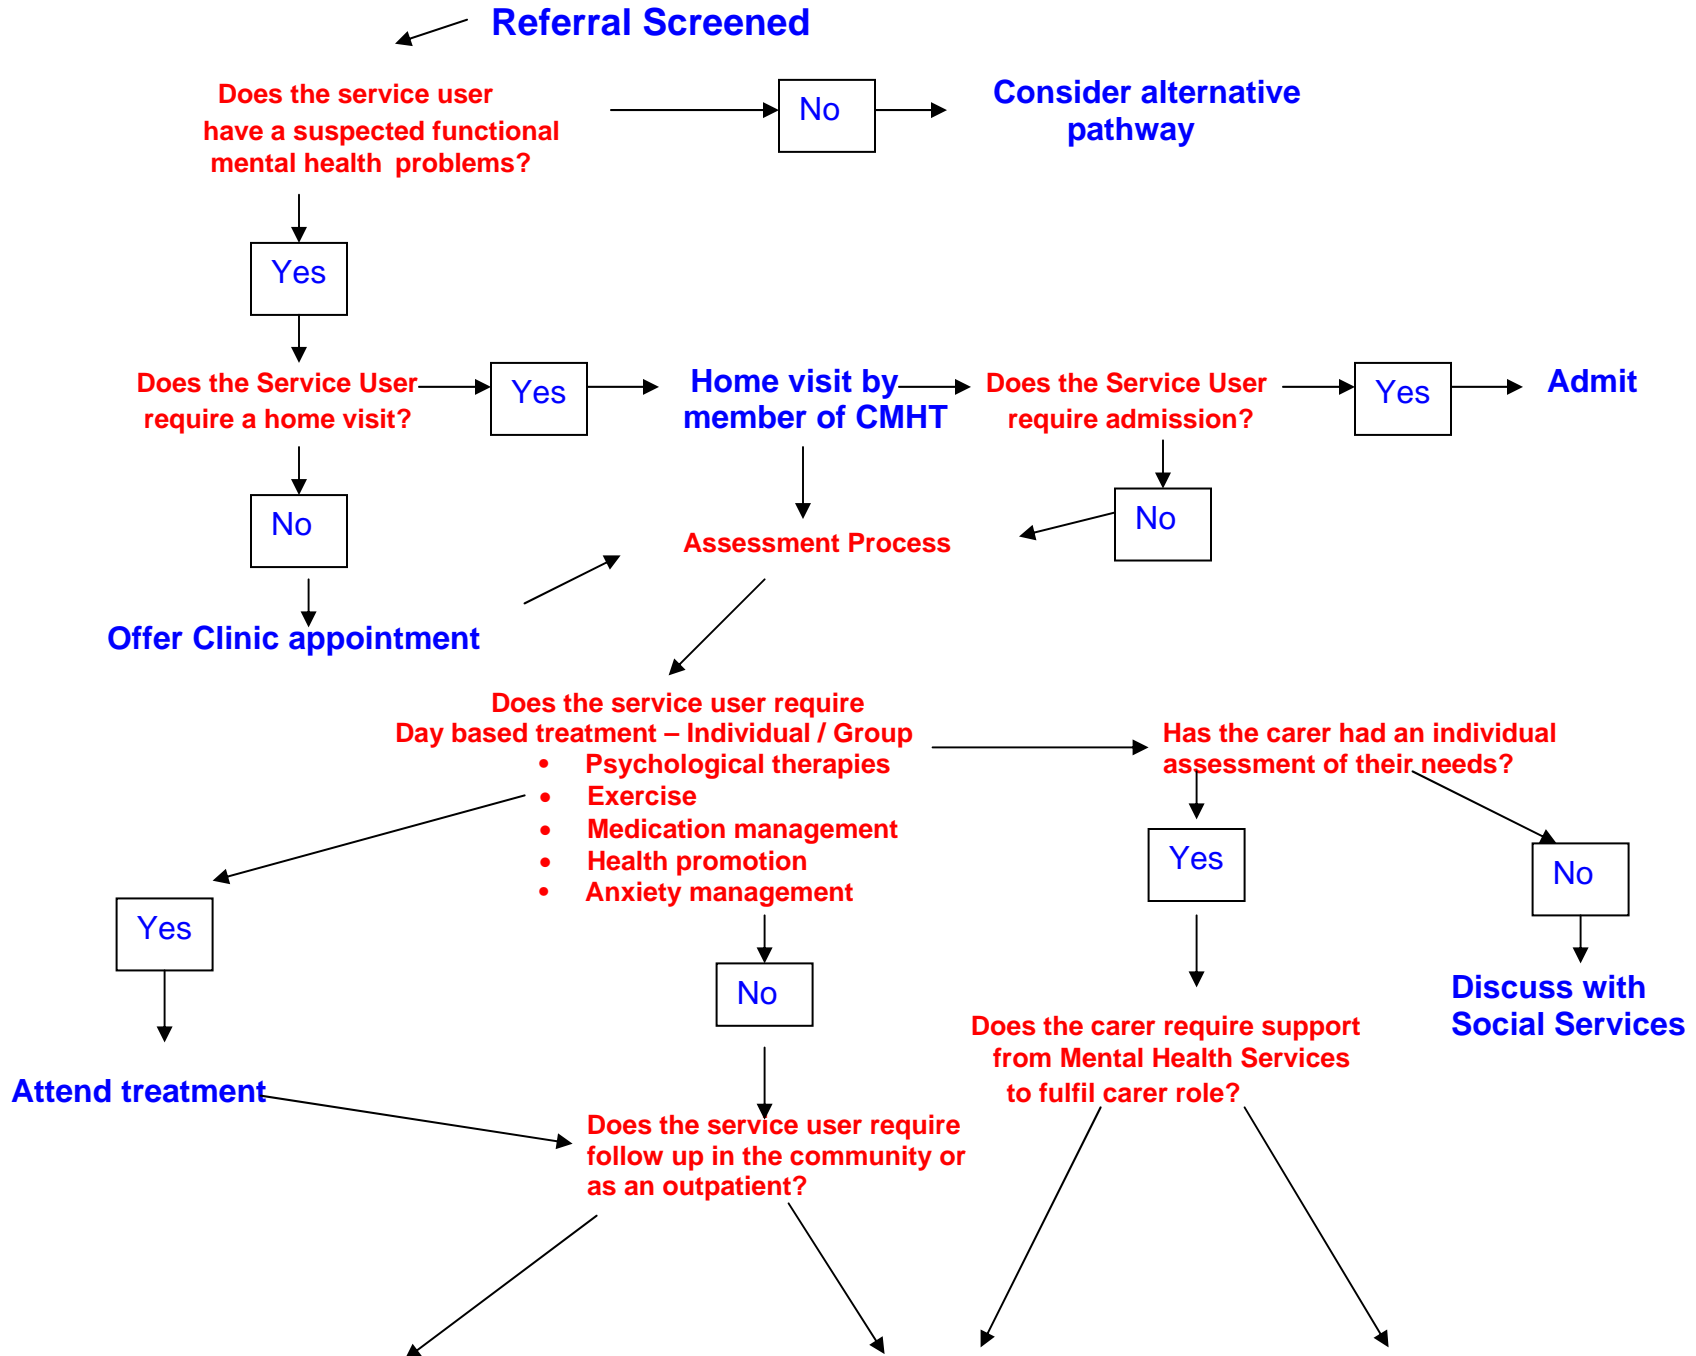 Referral Screened
Does the service user
have a suspected functional
mental health problems?
No
Consider alternative
pathway
Yes
Does the Service User
require a home visit?
Yes
Home visit by
member of CMHT
Does the Service User
require admission?
Yes
Admit
No
No
Assessment Process
Offer Clinic appointment
Does the service user require
Day based treatment – Individual / Group
• Psychological therapies
• Exercise
• Medication management
• Health promotion
• Anxiety management
Has the carer had an individual
assessment of their needs?
Yes
No
Yes
No
Discuss with
Social Services
Does the carer require support
from Mental Health Services
to fulfil carer role?
Attend treatment
Does the service user require
follow up in the community or
as an outpatient?